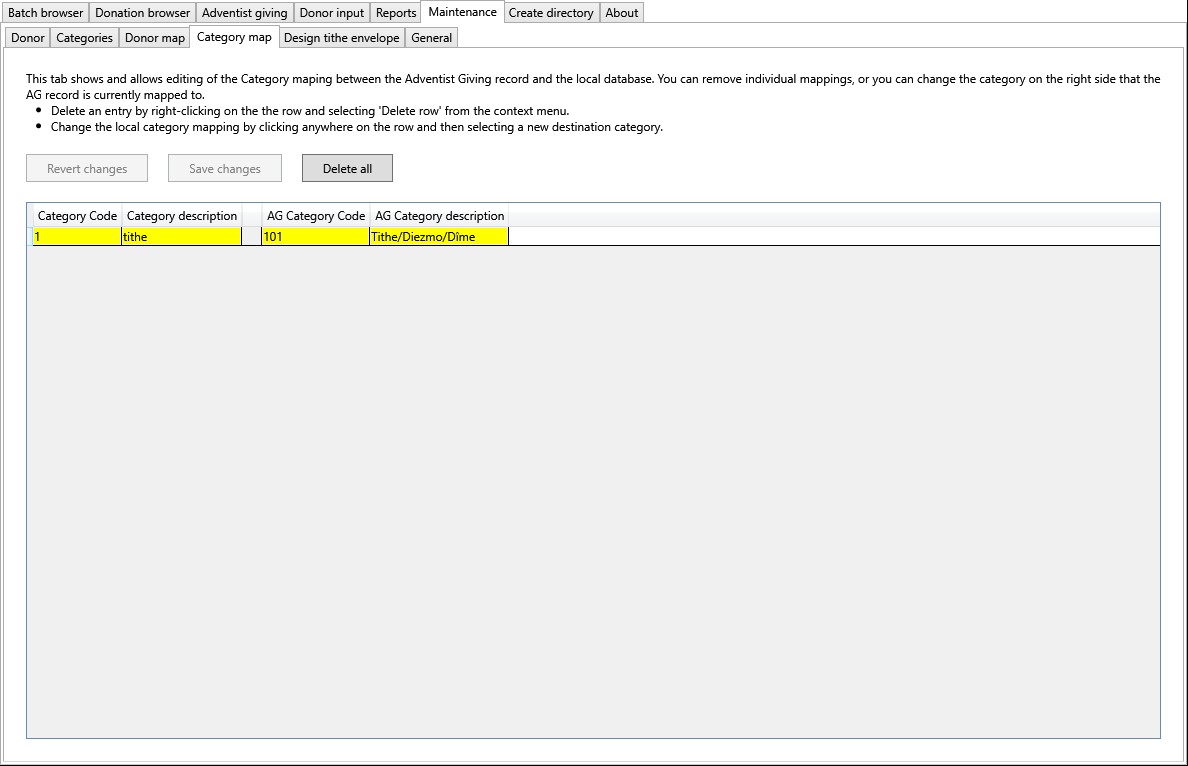 Batch browser Donation browser Adventist giving Donor input Reports Maintenance Create directory About
Donor Categories Donor map Category map Design tithe envelope General
This tab shows and allows editing of the Category maping between the Adventist Giving record and the local database. You can remove individual mappings, or you can change the category on the right side that the
AG record is currently mapped to.
• Delete an entry by right-clicking on the the row and selecting 'Delete row' from the context menu.
• Change the local category mapping by clicking anywhere on the row and then selecting a new destination category.
Revert changes Save changes Delete all
Category Code Category description AG Category Code AG Category description
1 tithe 101 Tithe/Diezmo/Dîme